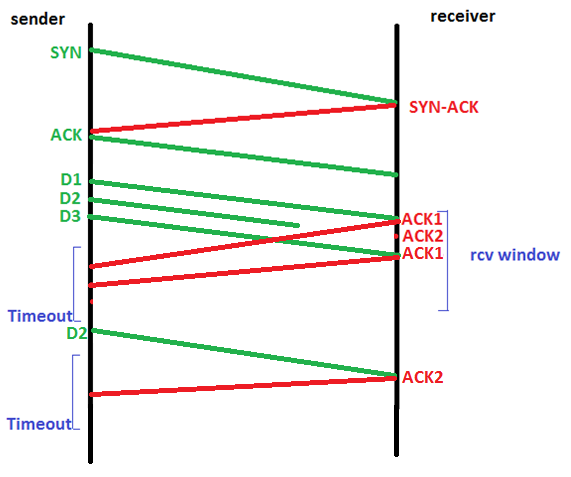 sender
receiver
SYN
SYN-ACK
ACK
D1
D2
D3
ACK1
ACK2
ACK1
rcv window
Timeout
D2
ACK2
Timeout